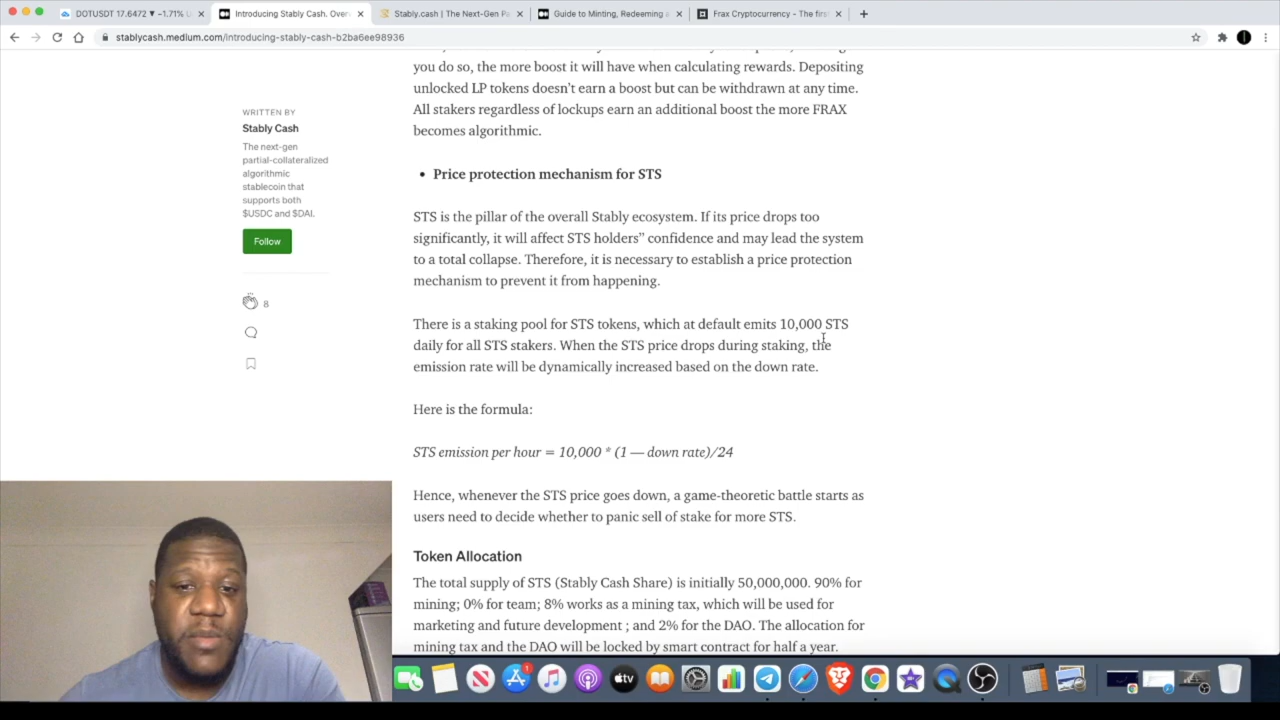 DOTUSDT 17.6472 ▼ −1.71% U
Introducing Stably Cash. Over
Stably.cash | The Next-Gen P
Guide to Minting, Redeeming a
Frax Cryptocurrency - The first
stablycash.medium.com/introducing-stably-cash-b2ba6ee98936
you do so, the more boost it will have when calculating rewards. Depositing
unlocked LP tokens doesn't earn a boost but can be withdrawn at any time.
All stakers regardless of lockups earn an additional boost the more FRAX
becomes algorithmic.
WRITTEN BY
Stably Cash
The next-gen
partial-collateralized
algorithmic
stablecoin that
supports both
$USDC and $DAI.
Follow
8
• Price protection mechanism for STS
STS is the pillar of the overall Stably ecosystem. If its price drops too
significantly, it will affect STS holders” confidence and may lead the system
to a total collapse. Therefore, it is necessary to establish a price protection
mechanism to prevent it from happening.
There is a staking pool for STS tokens, which at default emits 10,000 STS
daily for all STS stakers. When the STS price drops during staking, the
emission rate will be dynamically increased based on the down rate.
Here is the formula:
STS emission per hour = 10,000 * (1 — down rate)/24
Hence, whenever the STS price goes down, a game-theoretic battle starts as
users need to decide whether to panic sell of stake for more STS.
Token Allocation
The total supply of STS (Stably Cash Share) is initially 50,000,000. 90% for
mining; 0% for team; 8% works as a mining tax, which will be used for
marketing and future development ; and 2% for the DAO. The allocation for
mining tax and the DAO will be locked by smart contract for half a year.
1
tv